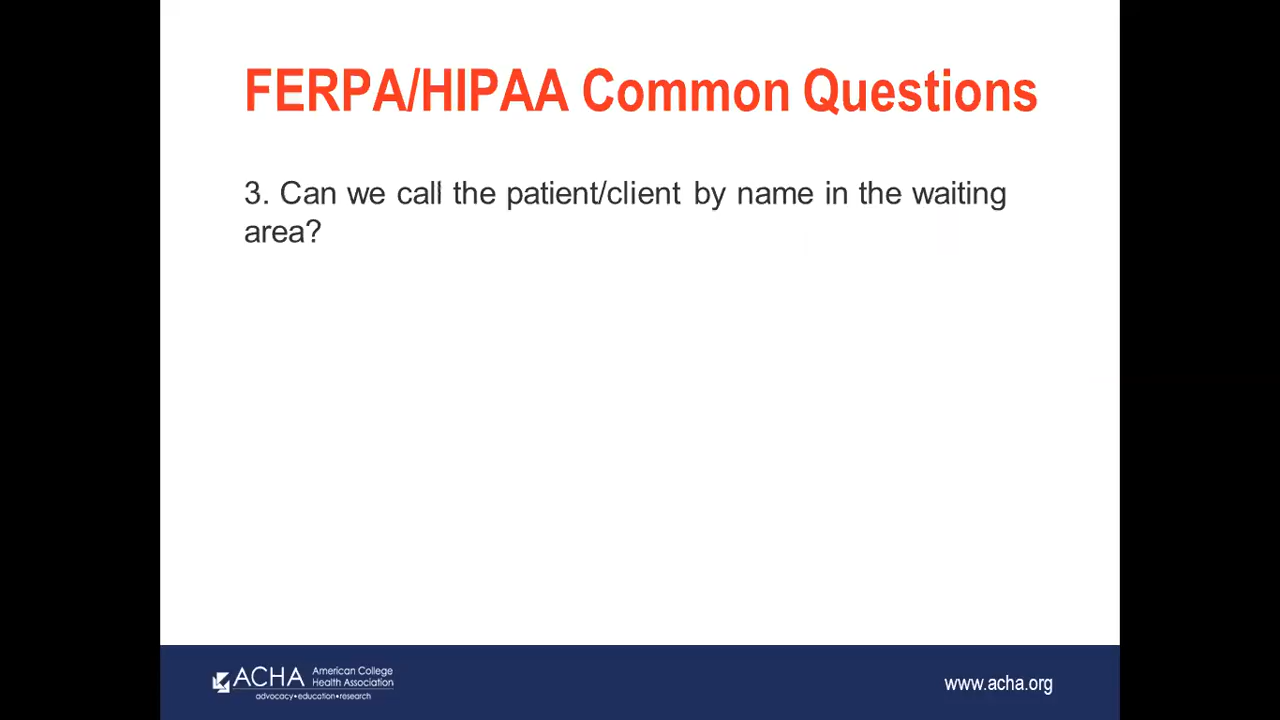 FERPA/HIPAA Common Questions
3. Can we call the patient/client by name in the waiting
area?
ACHA American College
Health Association
advocacy•education•research
www.acha.org